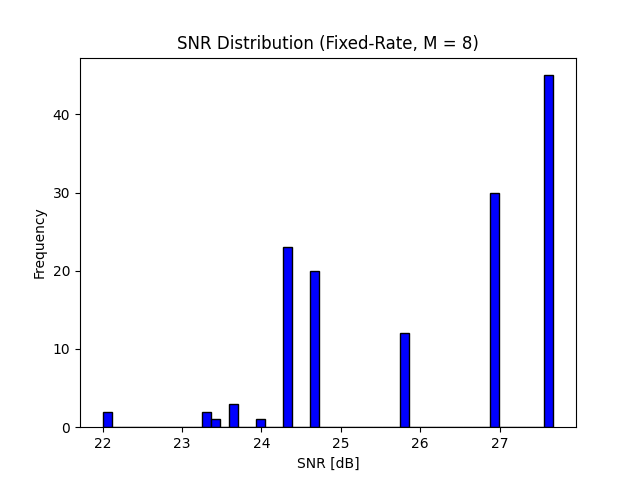 SNR Distribution (Fixed-Rate, M = 8)
Frequency
40
30
20
10
0
22 23 24 25 26 27
SNR [dB]